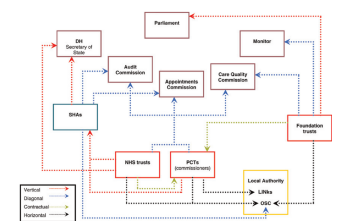 Parliament
DH
Secretary of
State
Monitor
Audit
Commission
Appointments
Commission
Care Quality
Commission
SHAs
Foundation
trusts
NHS trusts
PCTs
(commissioners)
Local Authority
LINks
OSC
Vertical
Diagonal
Contractual
Horizontal